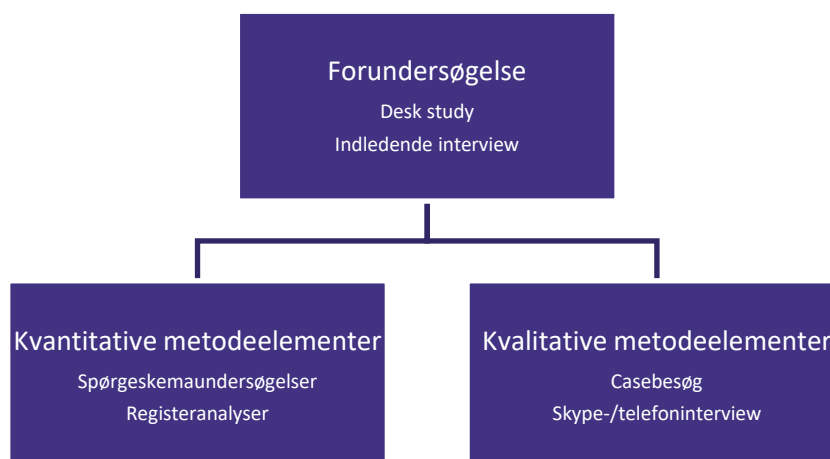 Forundersøgelse
Desk study
Indledende interview
Kvantitative metodeelementer
Spørgeskemaundersøgelser
Registeranalyser
Kvalitative metodeelementer
Casebesøg
Skype-/telefoninterview